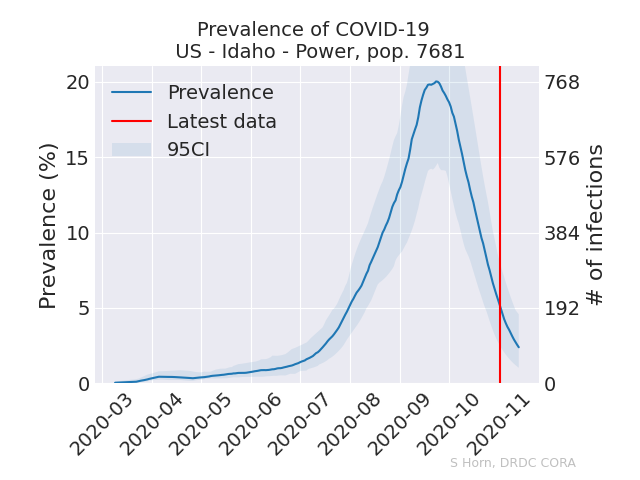 Prevalence of COVID-19
US - Idaho - Power, pop. 7681
Prevalence
Latest data
95CI
Prevalence (%)
20
15
10
5
0
768
576
384
192
0
# of infections
2020-03
2020-04
2020-05
2020-06
2020-07
2020-08
2020-09
2020-10
2020-11
S Horn, DRDC CORA